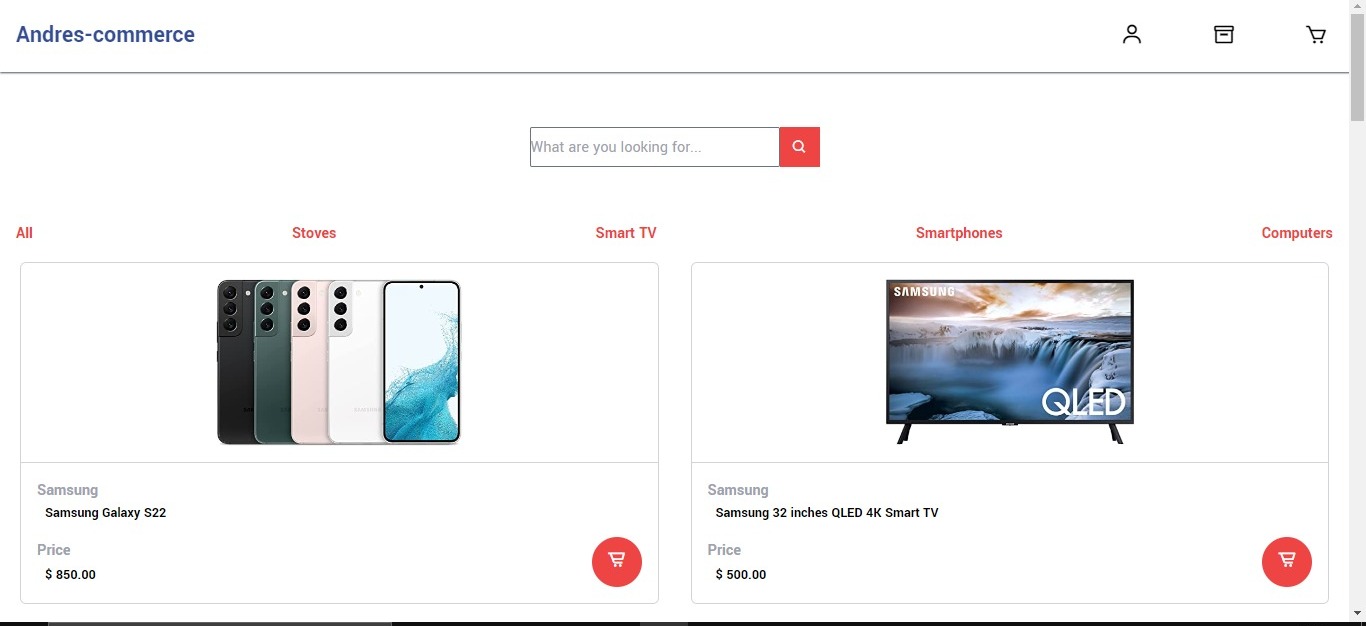 Andres-commerce
What are you looking for...
All Stoves Smart TV Smartphones Computers
SAMSUNG
QLED
Samsung
Samsung Galaxy S22
Price
$ 850.00
Samsung
Samsung 32 inches QLED 4K Smart TV
Price
$ 500.00